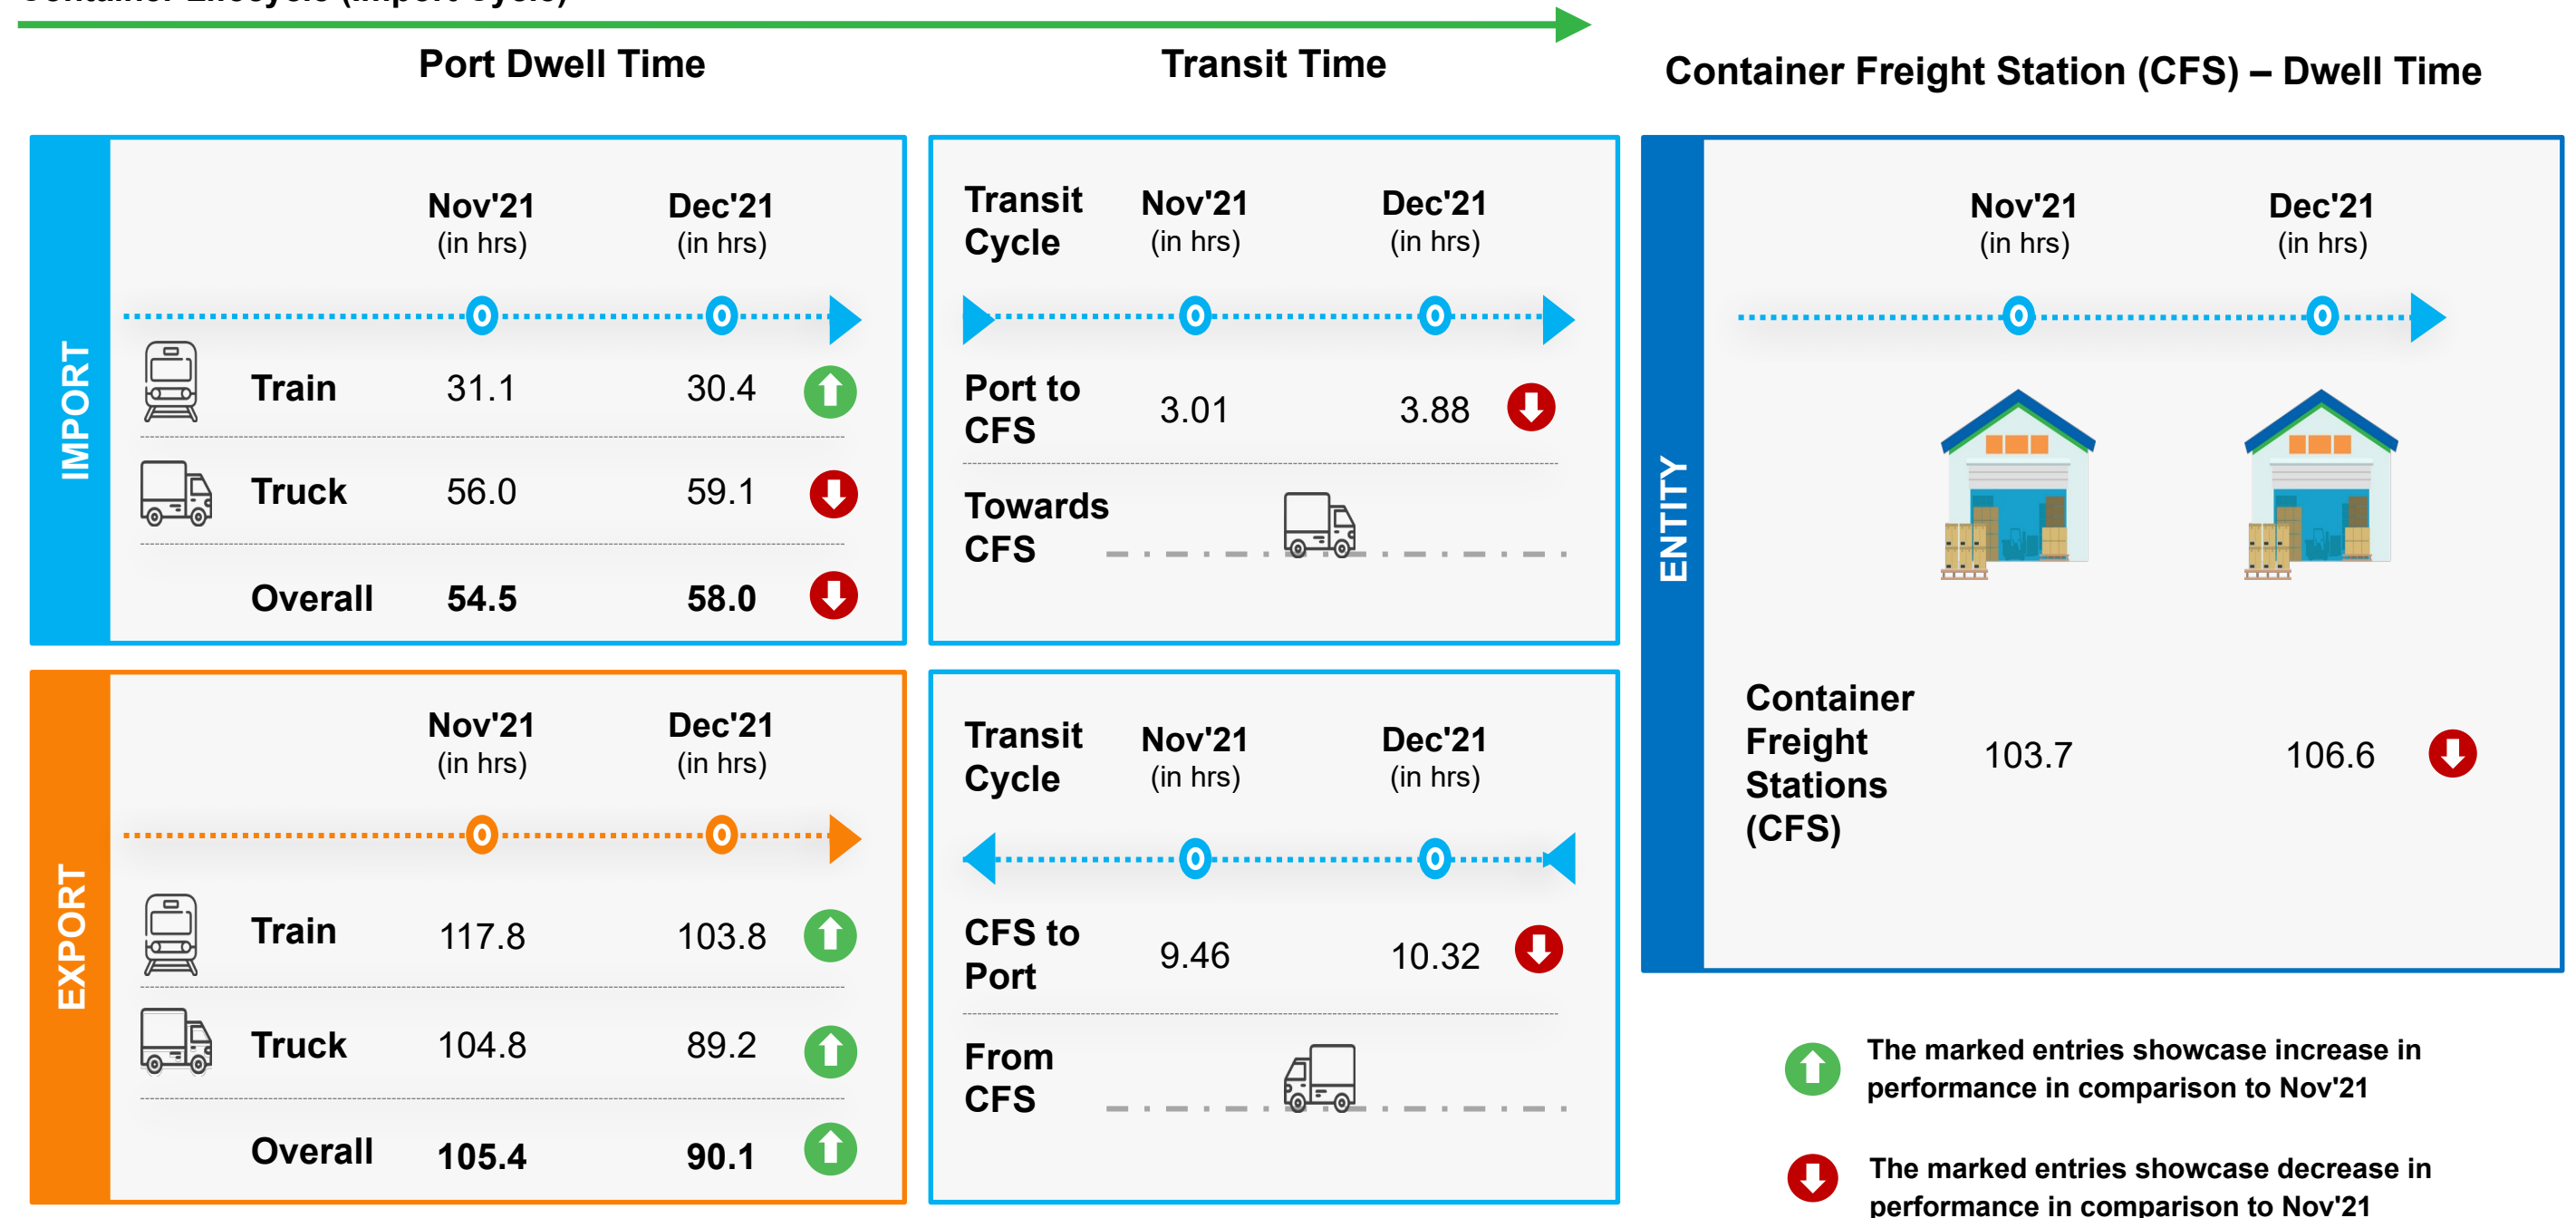 Container Lifecycle (Import Cycle)
Port Dwell Time
Transit Time
Container Freight Station (CFS) – Dwell Time
IMPORT
Nov'21
(in hrs)
Dec'21
(in hrs)
Train 31.1 30.4
Truck 56.0 59.1
Overall 54.5 58.0
Transit
Cycle
Nov'21
(in hrs)
Dec'21
(in hrs)
Port to
CFS
3.01 3.88
Towards
CFS
ENTITY
Nov'21
(in hrs)
Dec'21
(in hrs)
Container
Freight
Stations
(CFS)
103.7 106.6
EXPORT
Nov'21
(in hrs)
Dec'21
(in hrs)
Train 117.8 103.8
Truck 104.8 89.2
Overall 105.4 90.1
Transit
Cycle
Nov'21
(in hrs)
Dec'21
(in hrs)
CFS to
Port
9.46 10.32
From
CFS
The marked entries showcase increase in
performance in comparison to Nov'21
The marked entries showcase decrease in
performance in comparison to Nov'21